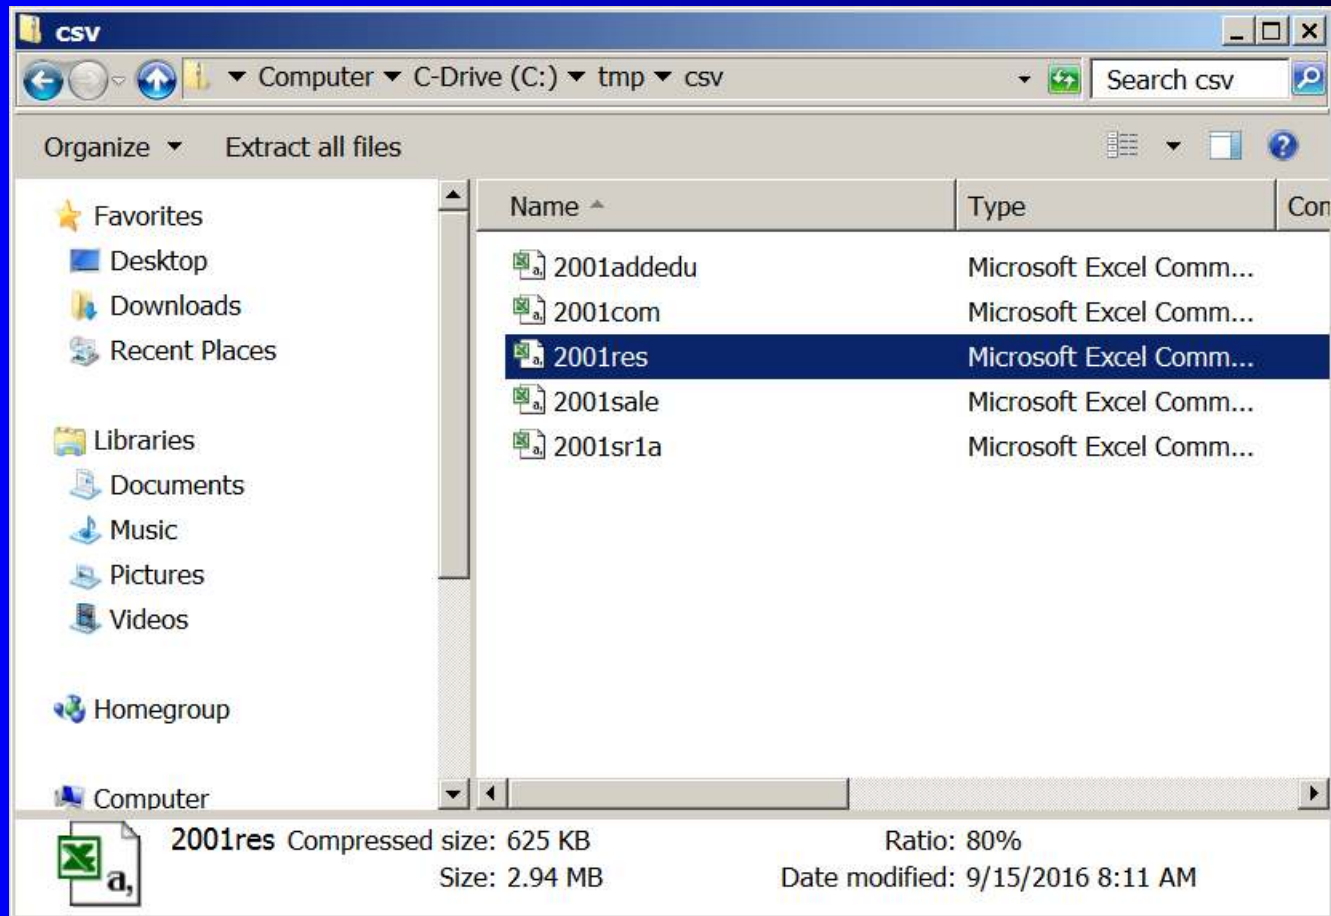 csv
Computer C-Drive (C:) tmp csv Search csv
Organize Extract all files
Name Type Con
Favorites
Desktop
Downloads
Recent Places
Libraries
Documents
Music
Pictures
Videos
Homegroup
Computer
2001addedu Microsoft Excel Comm...
2001com Microsoft Excel Comm...
2001res Microsoft Excel Comm...
2001sale Microsoft Excel Comm...
2001sr1a Microsoft Excel Comm...
2001res Compressed size: 625 KB Ratio: 80%
Size: 2.94 MB Date modified: 9/15/2016 8:11 AM